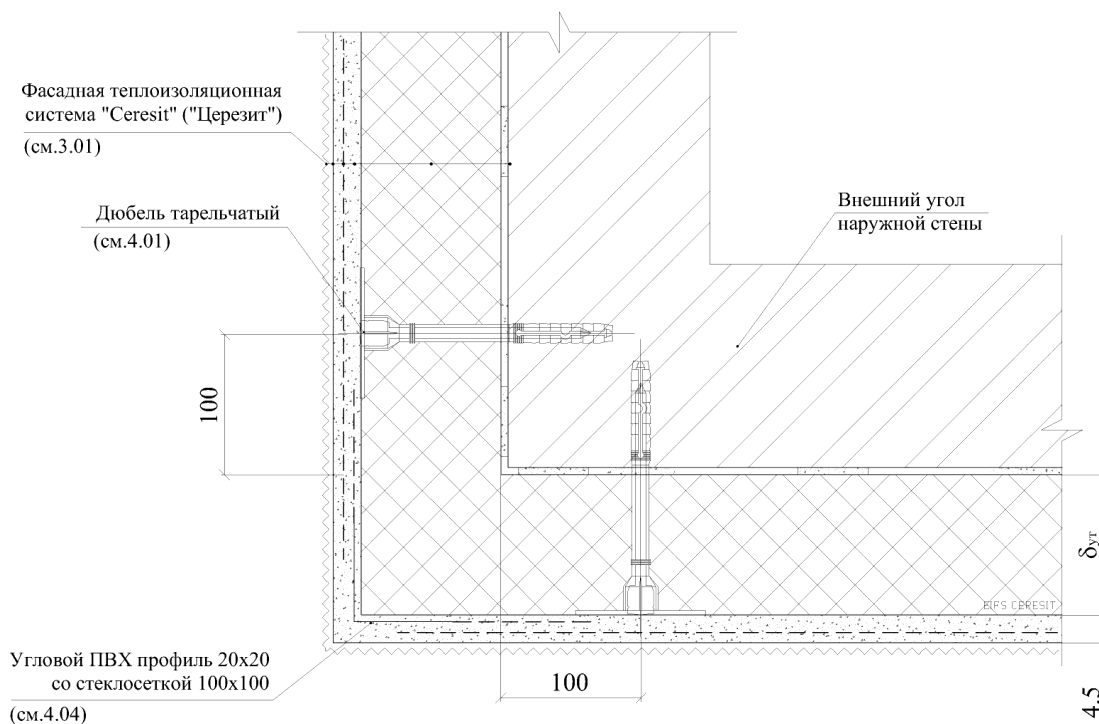 Фасадная теплоизоляционная
система "Ceresit" ("Церезит")
(см.3.01)
Дюбель тарельчатый
(см.4.01)
Внешний угол
наружной стены
100
δут
EIFS CERESIT
Угловой ПВХ профиль 20х20
со стеклосеткой 100х100
(см.4.04)
100
4.5